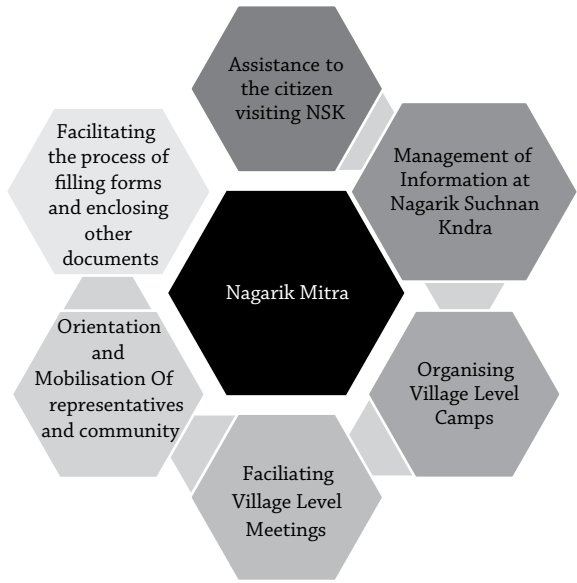 Assistance to
the citizen
visiting NSK
Management of
Information at
Nagarik Suchnan
Kndra
Organising
Village Level
Camps
Faciliating
Village Level
Meetings
Orientation
and
Mobilisation Of
representatives
and community
Facilitating
the process of
filling forms
and enclosing
other
documents
Nagarik Mitra